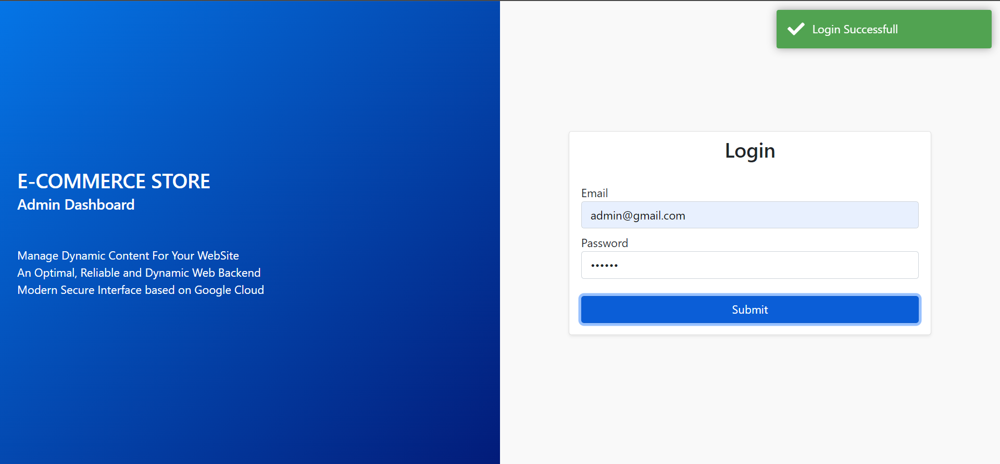 E-COMMERCE STORE
Admin Dashboard
Manage Dynamic Content For Your WebSite
An Optimal, Reliable and Dynamic Web Backend
Modern Secure Interface based on Google Cloud
Login Successfull
Login
Email
admin@gmail.com
Password
••••••
Submit